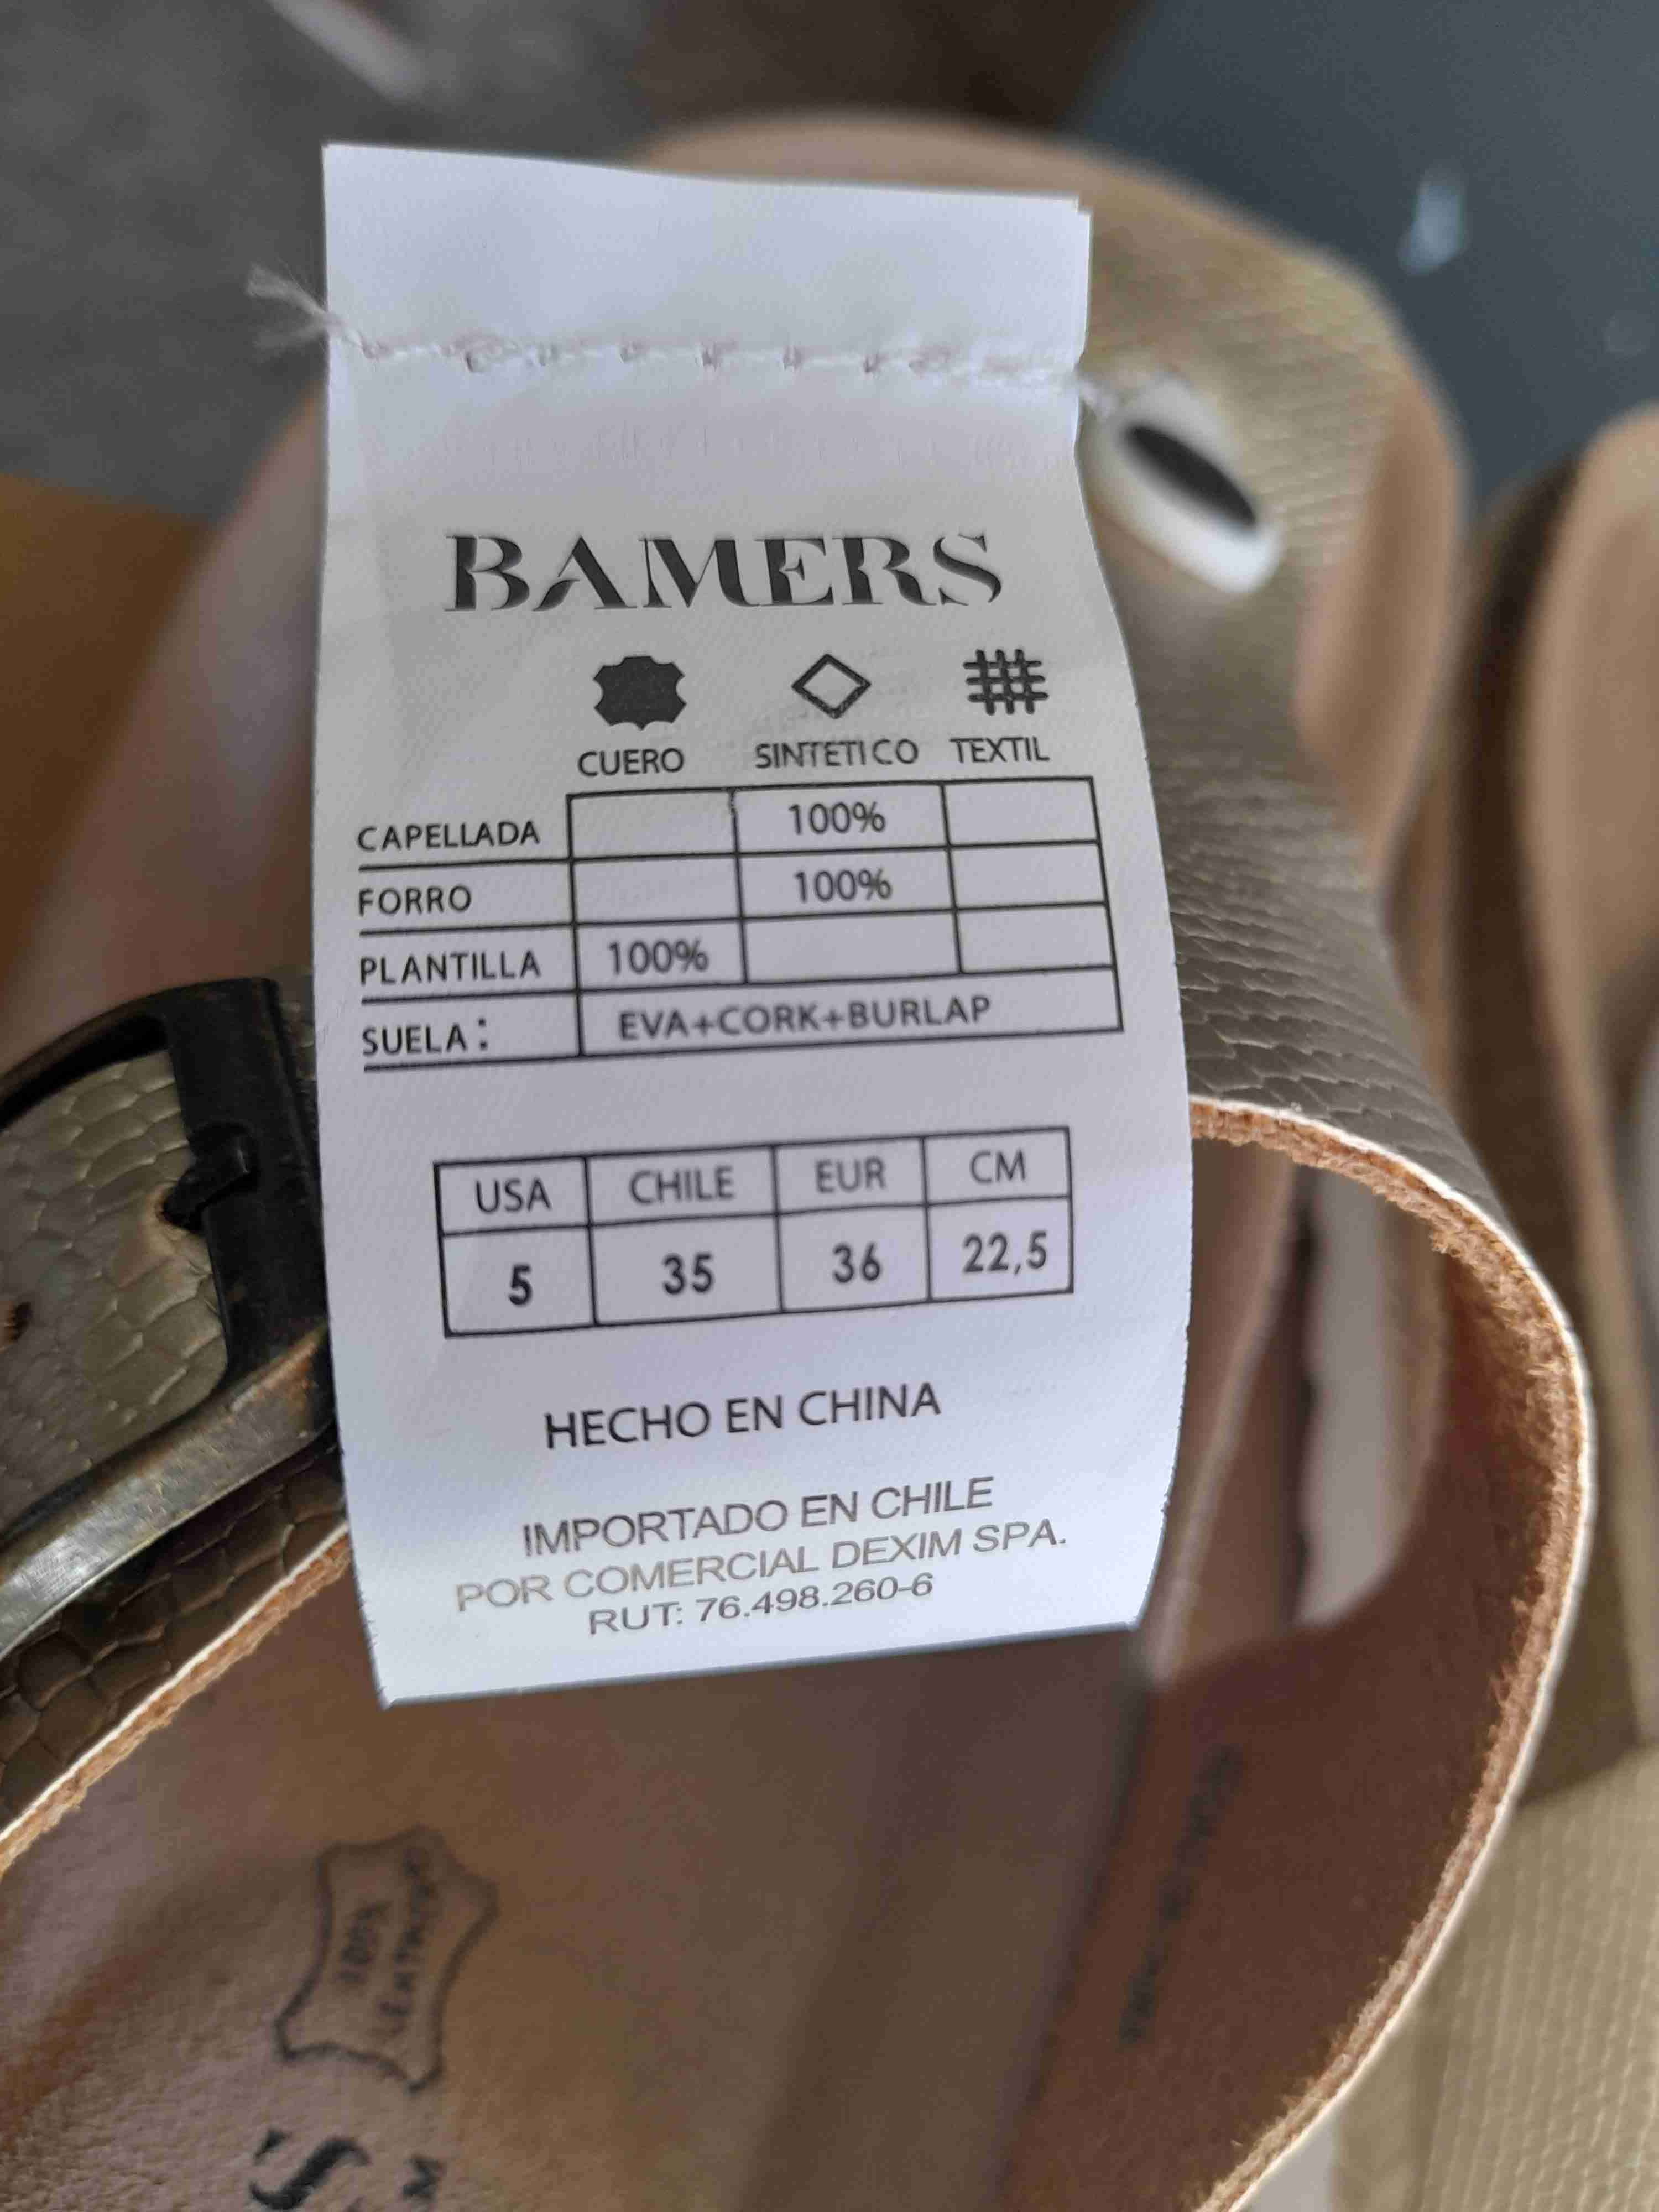 BAMERS
CUERO SINTETICO TEXTIL
CAPELLADA 100%
FORRO 100%
PLANTILLA 100%
SUELA: EVA+CORK+BURLAP
USA CHILE EUR CM
5 35 36 22,5
HECHO EN CHINA
IMPORTADO EN CHILE
POR COMERCIAL DEXIM SPA.
RUT: 76.498.260-6
100%